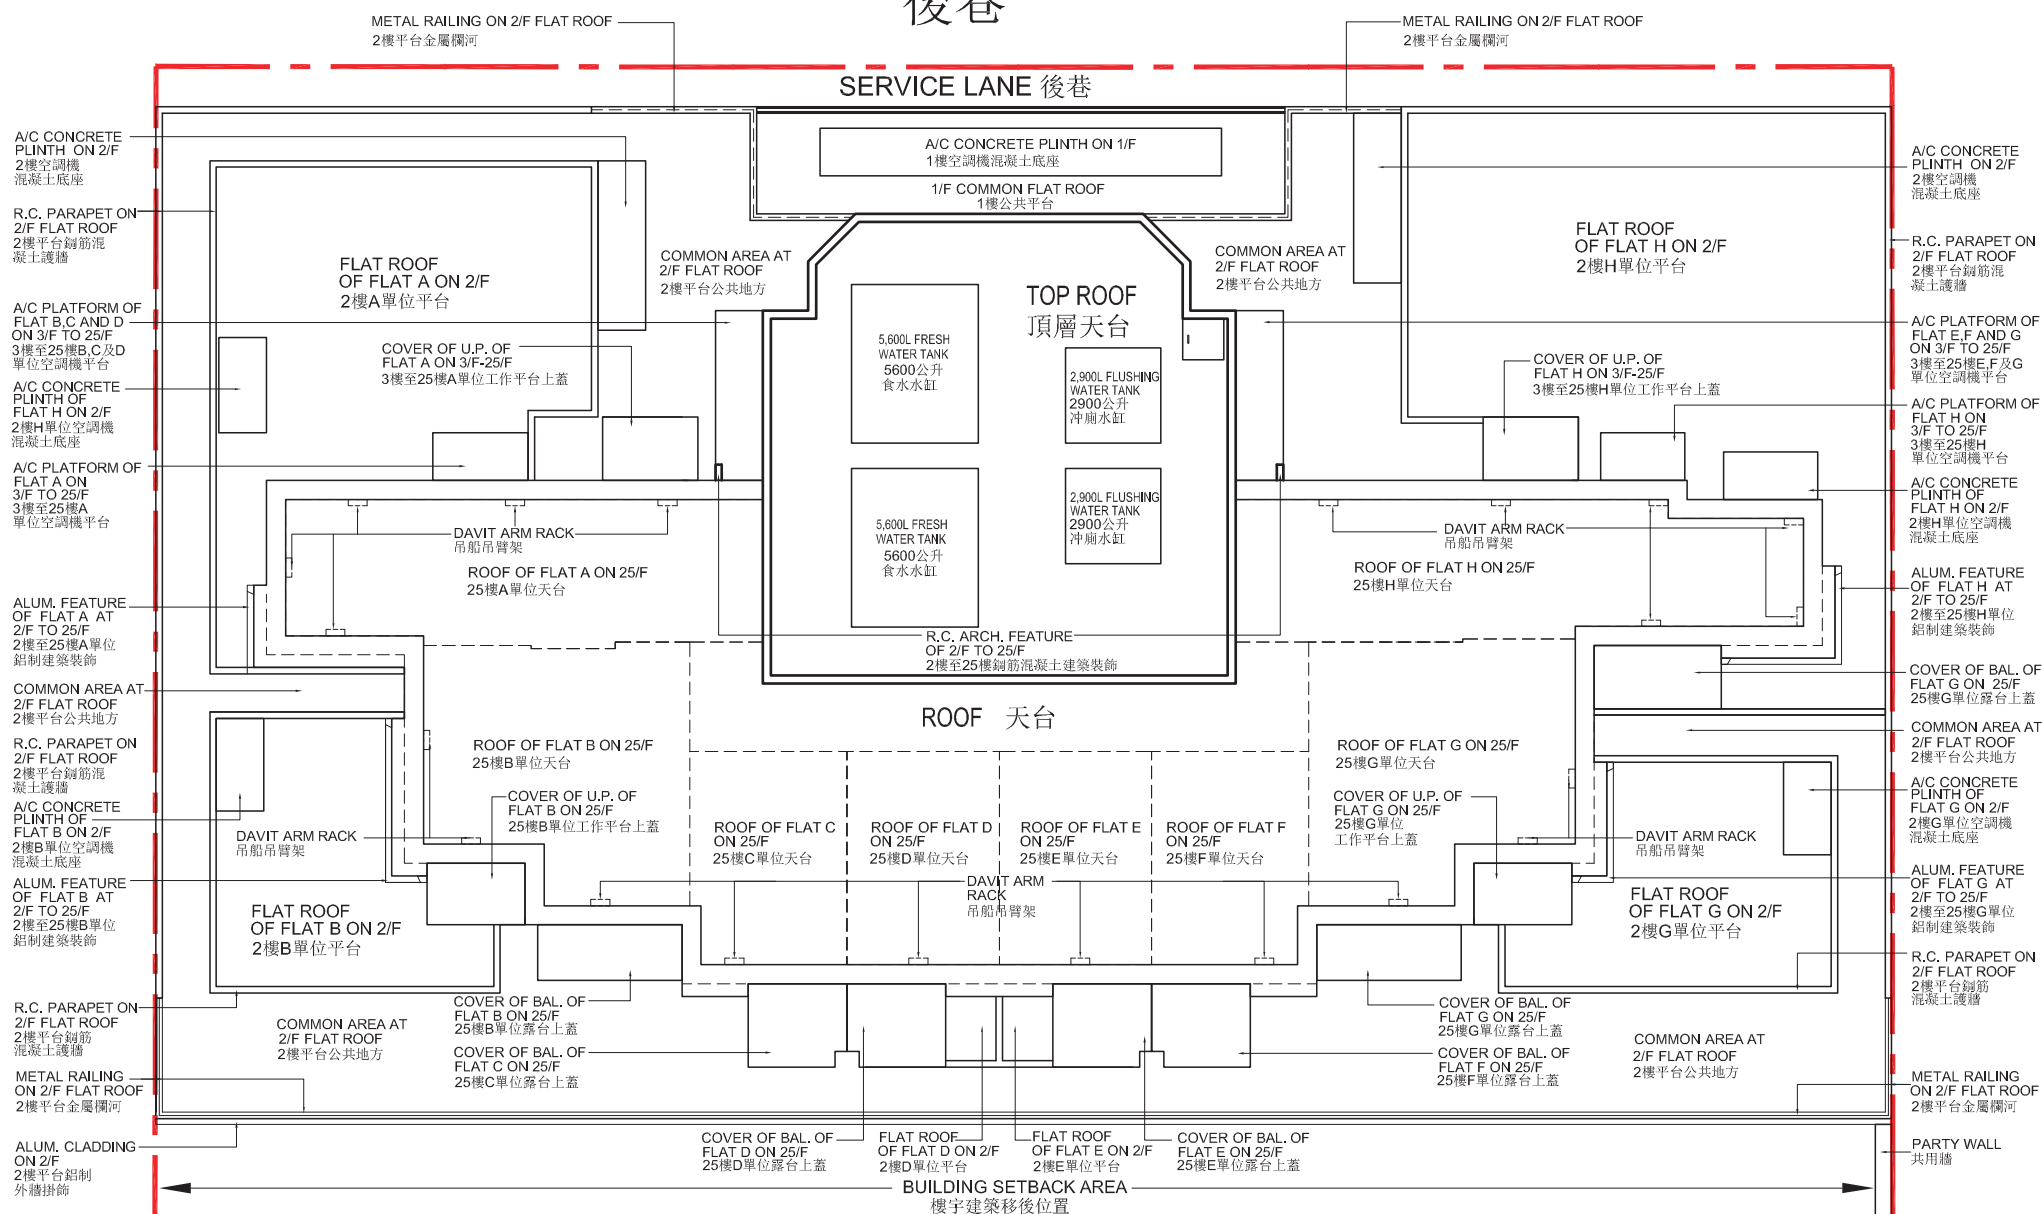 後巷
METAL RAILING ON 2/F FLAT ROOF
2樓平台金屬欄河
METAL RAILING ON 2/F FLAT ROOF
2樓平台金屬欄河
SERVICE LANE 後巷
A/C CONCRETE
PLINTH ON 2/F
2樓空調機
混凝土底座
R.C. PARAPET ON
2/F FLAT ROOF
2樓平台鋼筋混
凝土護牆
A/C PLATFORM OF
FLAT B,C AND D
ON 3/F TO 25/F
3樓至25樓B,C及D
單位空調機平台
A/C CONCRETE
PLINTH OF
FLAT H ON 2/F
2樓H單位空調機
混凝土底座
A/C PLATFORM OF
FLAT A ON
3/F TO 25/F
3樓至25樓A
單位空調機平台
ALUM. FEATURE
OF FLAT A AT
2/F TO 25/F
2樓至25樓A單位
鋁制建築裝飾
COMMON AREA AT
2/F FLAT ROOF
2樓平台公共地方
R.C. PARAPET ON
2/F FLAT ROOF
2樓平台鋼筋混
凝土護牆
A/C CONCRETE
PLINTH OF
FLAT B ON 2/F
2樓B單位空調機
混凝土底座
ALUM. FEATURE
OF FLAT B AT
2/F TO 25/F
2樓至25樓B單位
鋁制建築裝飾
R.C. PARAPET ON
2/F FLAT ROOF
2樓平台鋼筋
混凝土護牆
METAL RAILING
ON 2/F FLAT ROOF
2樓平台金屬欄河
ALUM. CLADDING
ON 2/F
2樓平台鋁制
外牆掛飾
A/C CONCRETE PLINTH ON 1/F
1樓空調機混凝土底座
1/F COMMON FLAT ROOF
1樓公共平台
FLAT ROOF
OF FLAT A ON 2/F
2樓A單位平台
COMMON AREA AT
2/F FLAT ROOF
2樓平台公共地方
COVER OF U.P. OF
FLAT A ON 3/F-25/F
3樓至25樓A單位工作平台上蓋
TOP ROOF
頂層天台
5,600L FRESH
WATER TANK
5600公升
食水水缸
2,900L FLUSHING
WATER TANK
2900公升
冲廁水缸
5,600L FRESH
WATER TANK
5600公升
食水水缸
2,900L FLUSHING
WATER TANK
2900公升
冲廁水缸
COMMON AREA AT
2/F FLAT ROOF
2樓平台公共地方
FLAT ROOF
OF FLAT H ON 2/F
2樓H單位平台
COVER OF U.P. OF
FLAT H ON 3/F-25/F
3樓至25樓H單位工作平台上蓋
DAVIT ARM RACK
吊船吊臂架
ROOF OF FLAT A ON 25/F
25樓A單位天台
DAVIT ARM RACK
吊船吊臂架
ROOF OF FLAT H ON 25/F
25樓H單位天台
R.C. ARCH. FEATURE
OF 2/F TO 25/F
2樓至25樓鋼筋混凝土建築裝飾
ROOF 天台
ROOF OF FLAT B ON 25/F
25樓B單位天台
COVER OF U.P. OF
FLAT B ON 25/F
25樓B單位工作平台上蓋
DAVIT ARM RACK
吊船吊臂架
ROOF OF FLAT C
ON 25/F
25樓C單位天台
ROOF OF FLAT D
ON 25/F
25樓D單位天台
ROOF OF FLAT E
ON 25/F
25樓E單位天台
ROOF OF FLAT F
ON 25/F
25樓F單位天台
ROOF OF FLAT G ON 25/F
25樓G單位天台
COVER OF U.P. OF
FLAT G ON 25/F
25樓G單位
工作平台上蓋
DAVIT ARM RACK
吊船吊臂架
DAVIT ARM
RACK
吊船吊臂架
FLAT ROOF
OF FLAT B ON 2/F
2樓B單位平台
FLAT ROOF
OF FLAT G ON 2/F
2樓G單位平台
COMMON AREA AT
2/F FLAT ROOF
2樓平台公共地方
COVER OF BAL. OF
FLAT B ON 25/F
25樓B單位露台上蓋
COVER OF BAL. OF
FLAT C ON 25/F
25樓C單位露台上蓋
COVER OF BAL. OF
FLAT G ON 25/F
25樓G單位露台上蓋
COVER OF BAL. OF
FLAT F ON 25/F
25樓F單位露台上蓋
COMMON AREA AT
2/F FLAT ROOF
2樓平台公共地方
COVER OF BAL. OF
FLAT D ON 25/F
25樓D單位露台上蓋
FLAT ROOF
OF FLAT D ON 2/F
2樓D單位平台
FLAT ROOF
OF FLAT E ON 2/F
2樓E單位平台
COVER OF BAL. OF
FLAT E ON 25/F
25樓E單位露台上蓋
BUILDING SETBACK AREA
樓宇建築移後位置
A/C CONCRETE
PLINTH ON 2/F
2樓空調機
混凝土底座
R.C. PARAPET ON
2/F FLAT ROOF
2樓平台鋼筋混
凝土護牆
A/C PLATFORM OF
FLAT E,F AND G
ON 3/F TO 25/F
3樓至25樓E,F及G
單位空調機平台
A/C PLATFORM OF
FLAT H ON
3/F TO 25/F
3樓至25樓H
單位空調機平台
A/C CONCRETE
PLINTH OF
FLAT H ON 2/F
2樓H單位空調機
混凝土底座
ALUM. FEATURE
OF FLAT H AT
2/F TO 25/F
2樓至25樓H單位
鋁制建築裝飾
COVER OF BAL. OF
FLAT G ON 25/F
25樓G單位露台上蓋
COMMON AREA AT
2/F FLAT ROOF
2樓平台公共地方
A/C CONCRETE
PLINTH OF
FLAT G ON 2/F
2樓G單位空調機
混凝土底座
ALUM. FEATURE
OF FLAT G AT
2/F TO 25/F
2樓至25樓G單位
鋁制建築裝飾
R.C. PARAPET ON
2/F FLAT ROOF
2樓平台鋼筋
混凝土護牆
METAL RAILING
ON 2/F FLAT ROOF
2樓平台金屬欄河
PARTY WALL
共用牆